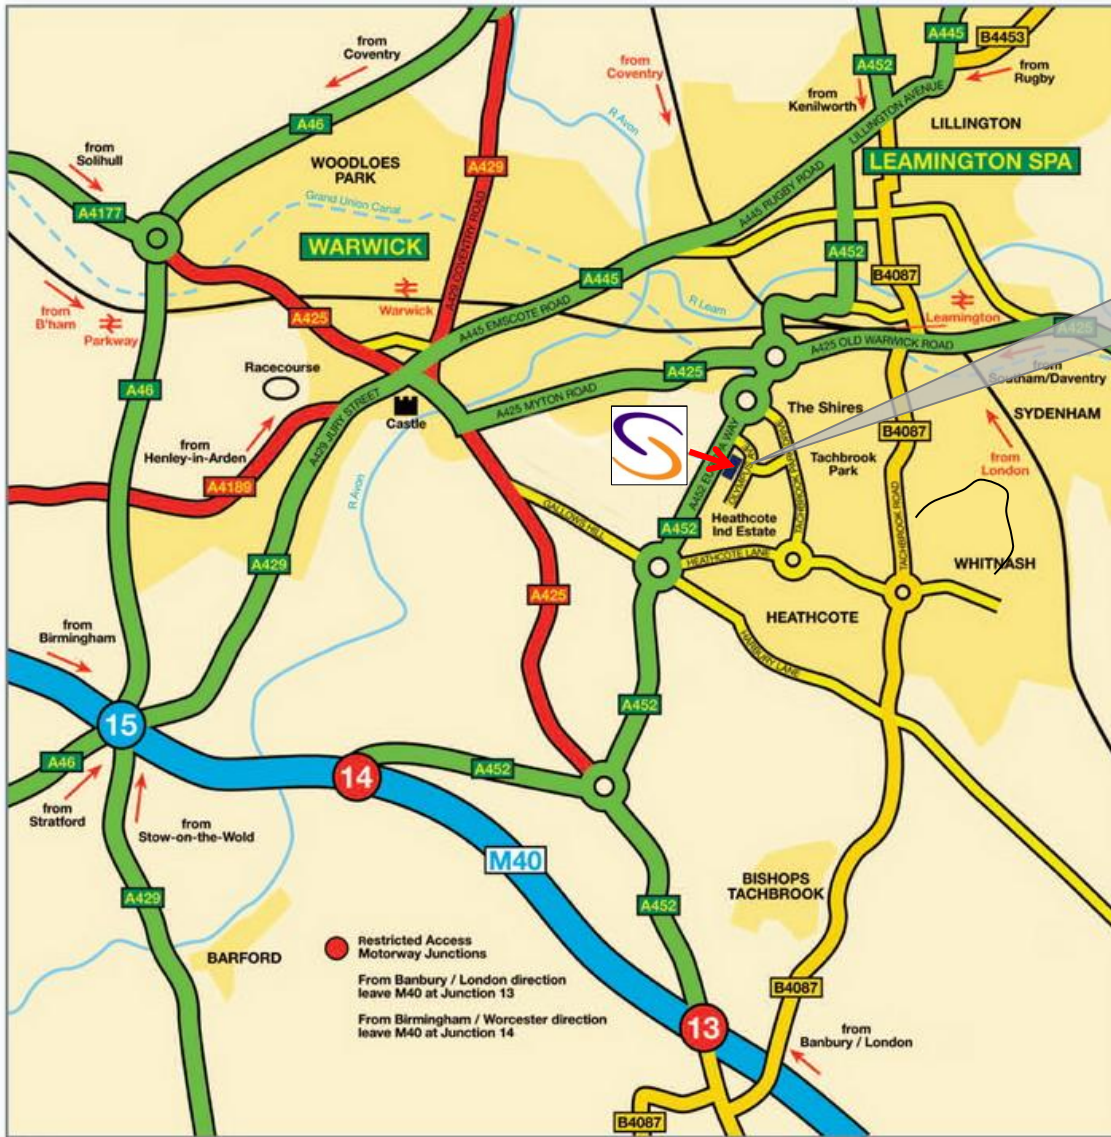 from
Coventry
from
Coventry
A452
A445
B4453
from
Rugby
from
Kenilworth
LILLINGTON AVENUE
LILLINGTON
R Avon
A46
from
Solihull
WOODLOES
PARK
A429
LEAMINGTON SPA
A4177
Grand Union Canal
A429 COVENTRY ROAD
A445 RUGBY ROAD
WARWICK
A452
A445
B4087
from
B'ham
Parkway
Warwick
R Leam
Leamington
A425
A445 EMSCOTE ROAD
A425
A425 OLD WARWICK ROAD
Racecourse
A425
Southam/Daventry
A46
A429 JURY STREET
A425 MYTON ROAD
Castle
The Shires
SYDENHAM
B4087
from
Henley-in-Arden
Tachbrook
Park
from
London
A4189
R Avon
GALLOWS HILL
A452
Heathcote
Ind Estate
TACHBROOK PARK DRIVE
TACHBROOK ROAD
A429
HEATHCOTE LANE
WHITNASH
A425
HEATHCOTE
from
Birmingham
HARBURY LANE
A452
15
A46
14
A452
from
Stratford
from
Stow-on-the-Wold
M40
BISHOPS
TACHBROOK
A429
A452
BARFORD
Restricted Access
Motorway Junctions
From Banbury / London direction
leave M40 at Junction 13
From Birmingham / Worcester direction
leave M40 at Junction 14
B4087
13
from
Banbury / London
B4087